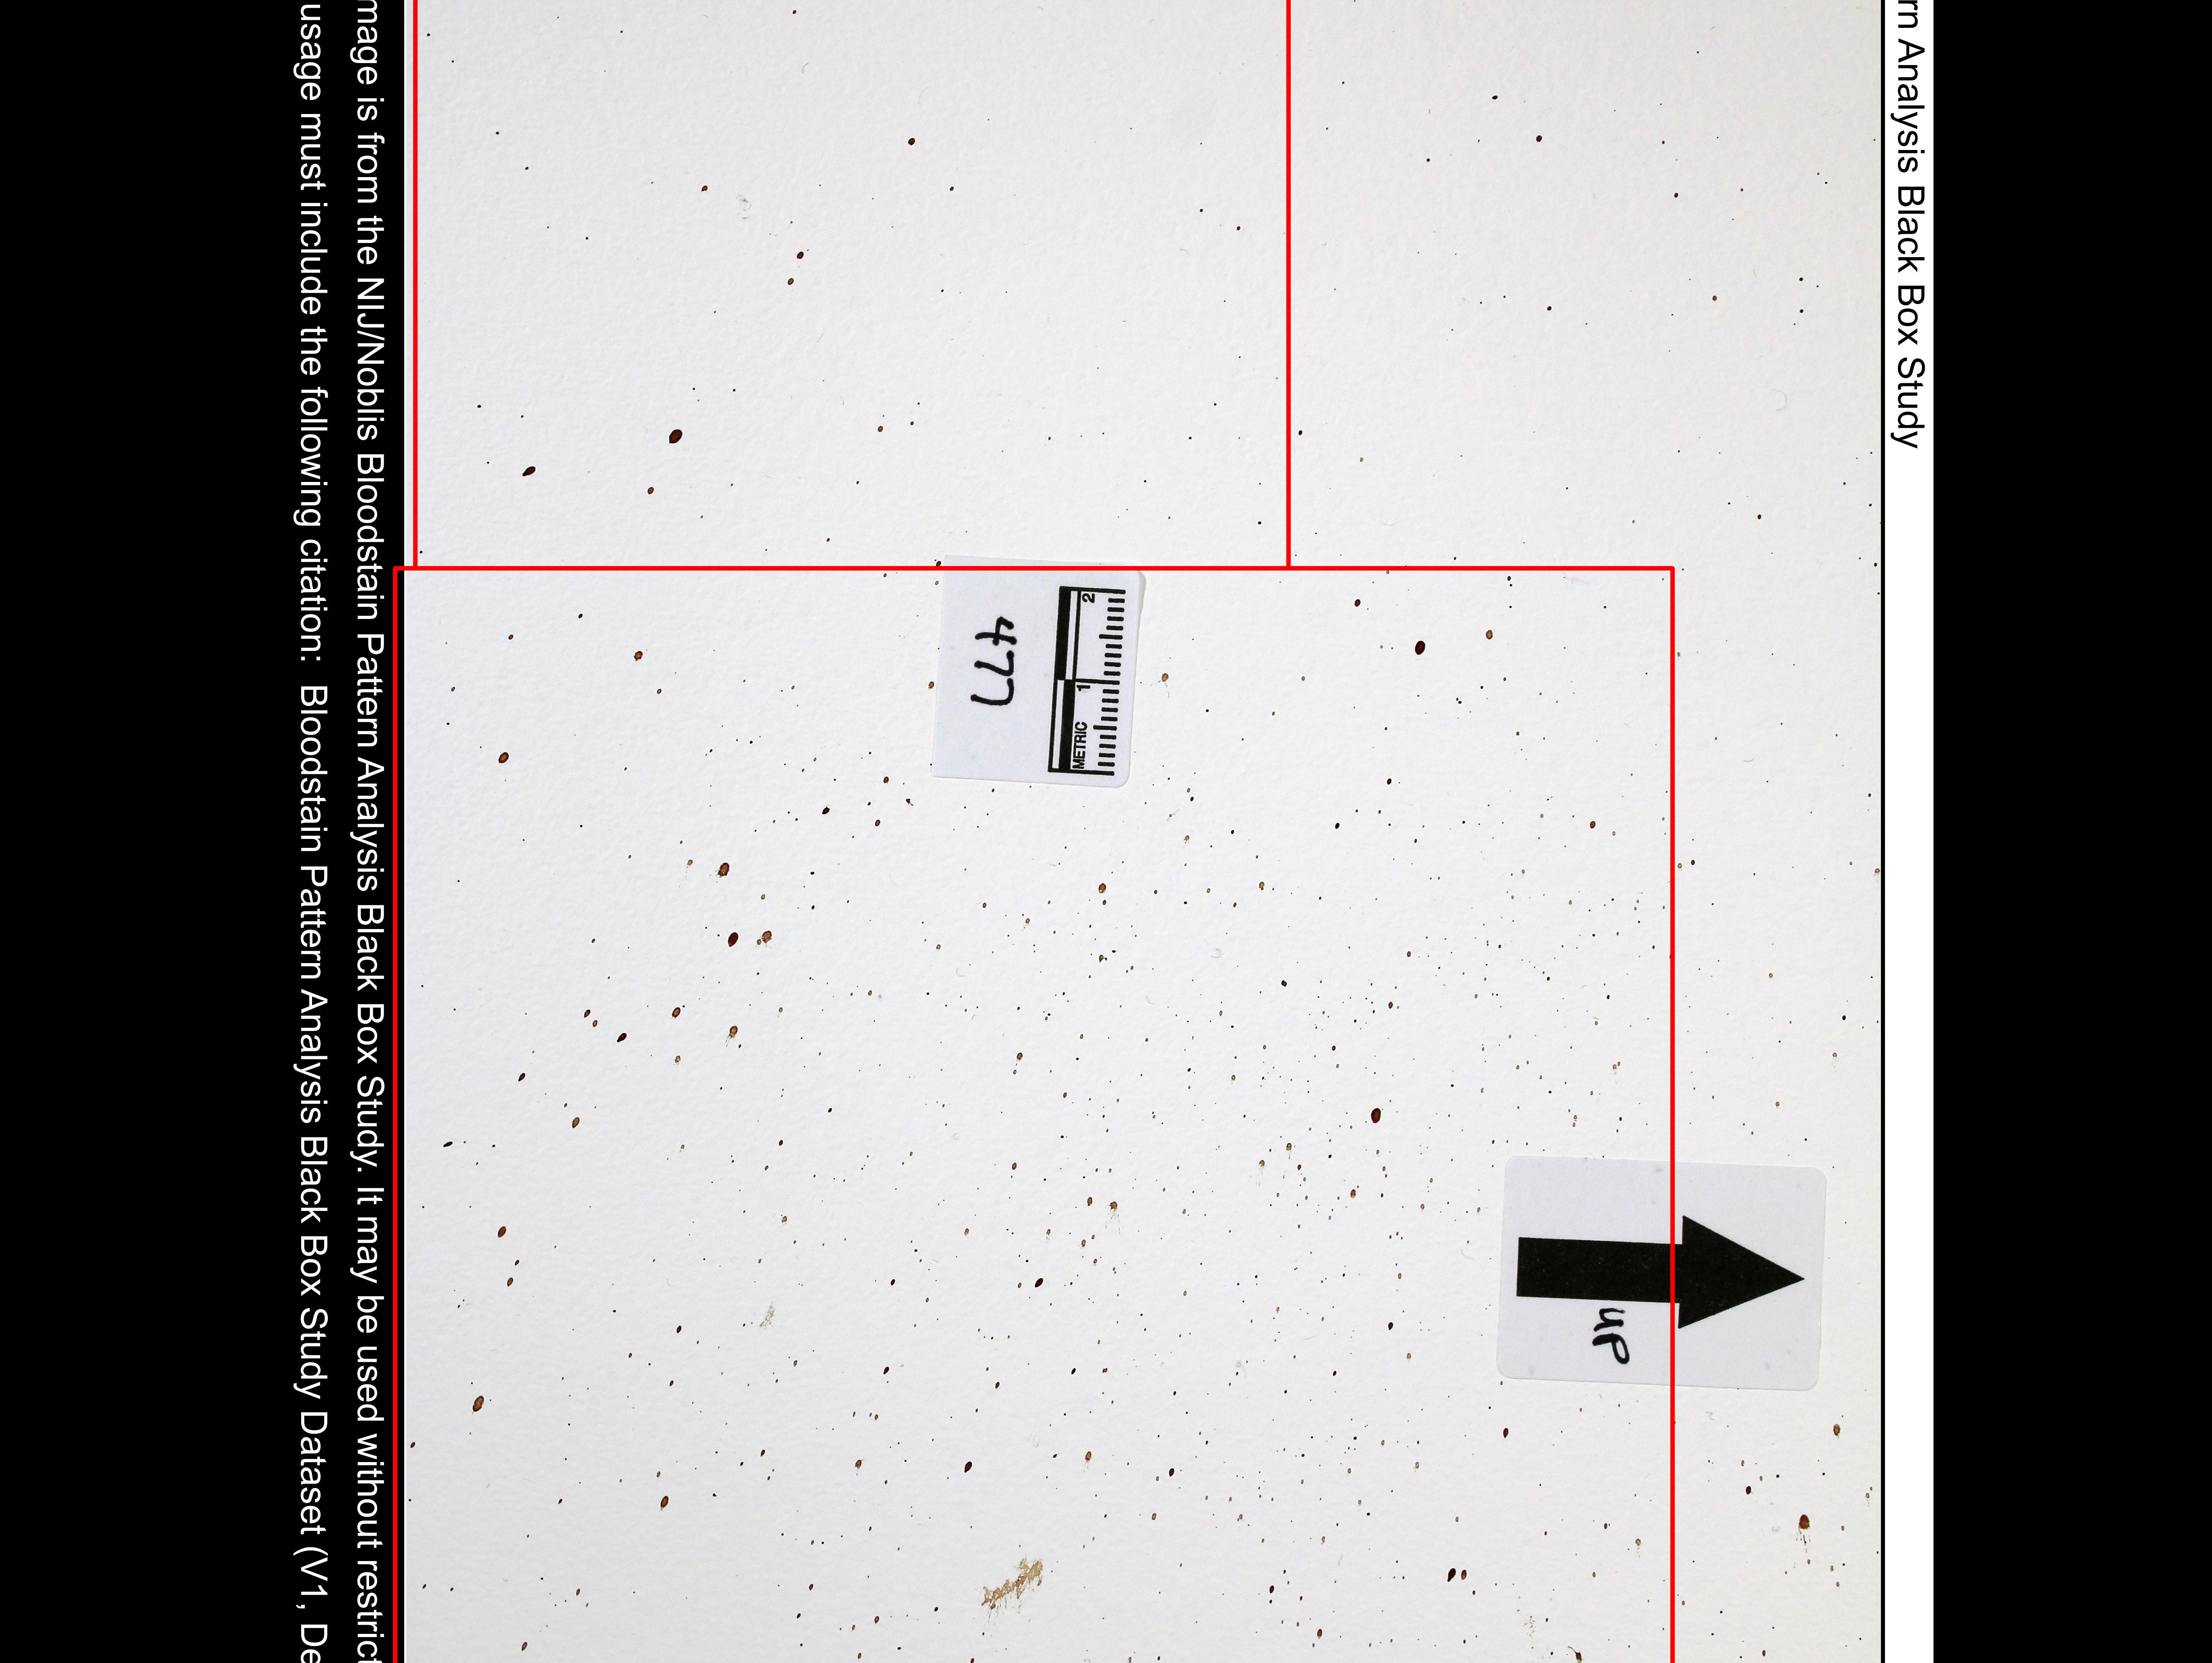 rn Analysis Black Box Study
mage is from the NIJ/Noblis Bloodstain Pattern Analysis Black Box Study. It may be used without restrict
usage must include the following citation: Bloodstain Pattern Analysis Black Box Study Dataset (V1, De
477
METRIC 1 2
UP